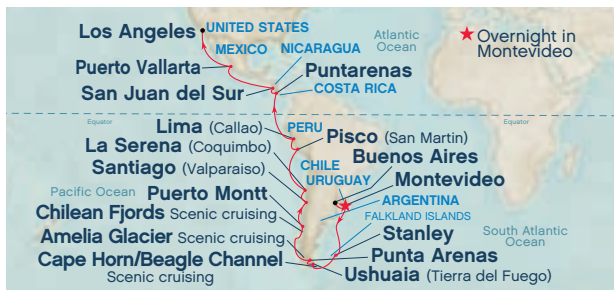 Los Angeles
UNITED STATES
Atlantic
Ocean
★ Overnight in
Montevideo
MEXICO
NICARAGUA
Puerto Vallarta
Puntarenas
San Juan del Sur
COSTA RICA
Equator
Equator
Lima (Callao)
PERU
Pisco (San Martin)
La Serena (Coquimbo)
Buenos Aires
Santiago (Valparaiso)
CHILE
URUGUAY
Montevideo
Pacific Ocean
Puerto Montt
ARGENTINA
Chilean Fjords Scenic cruising
FALKLAND ISLANDS
Amelia Glacier Scenic cruising
Stanley
South Atlantic
Ocean
Cape Horn/Beagle Channel
Scenic cruising
Punta Arenas
Ushuaia (Tierra del Fuego)